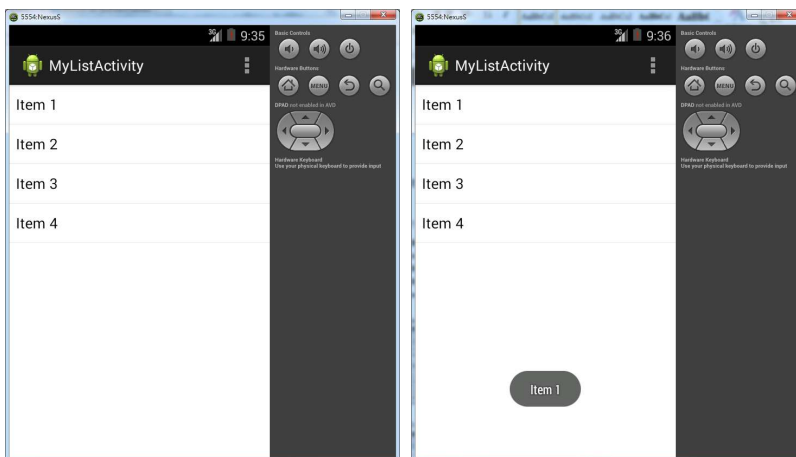 5554:NexusS
3G 9:35
MyListActivity
Item 1
Item 2
Item 3
Item 4
Basic Controls
Hardware Buttons
MENU
DPAD not enabled in AVD
Hardware Keyboard
Use your physical keyboard to provide input
5554:NexusS
3G 9:36
MyListActivity
Item 1
Item 2
Item 3
Item 4
Item 1
Basic Controls
Hardware Buttons
MENU
DPAD not enabled in AVD
Hardware Keyboard
Use your physical keyboard to provide input